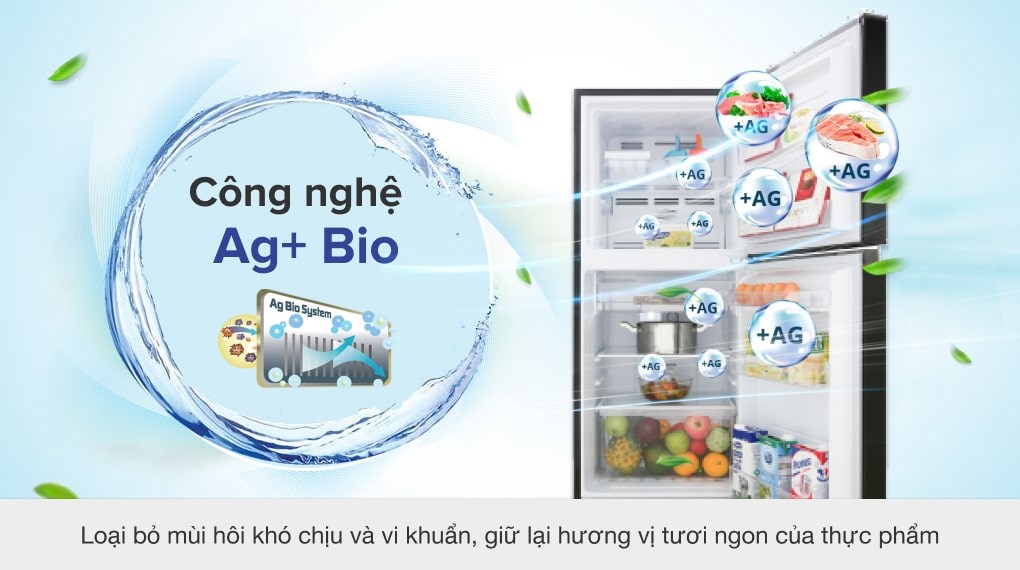 Công nghệ
Ag+ Bio
Ag Bio System
+AG
+AG
+AG
+AG
+AG
+AG
+AG
+AG
+AG
+AG
Loại bỏ mùi hôi khó chịu và vi khuẩn, giữ lại hương vị tươi ngon của thực phẩm